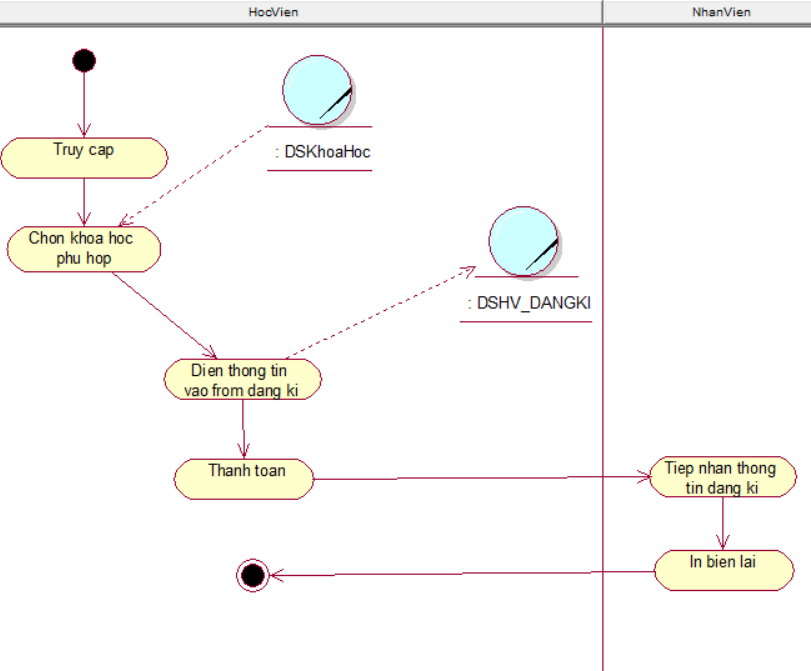 HocVien
NhanVien
Truy cap
: DSKhoaHoc
Chon khoa hoc
phu hop
: DSHV_DANGKI
Dien thong tin
vao from dang ki
Thanh toan
Tiep nhan thong
tin dang ki
In bien lai